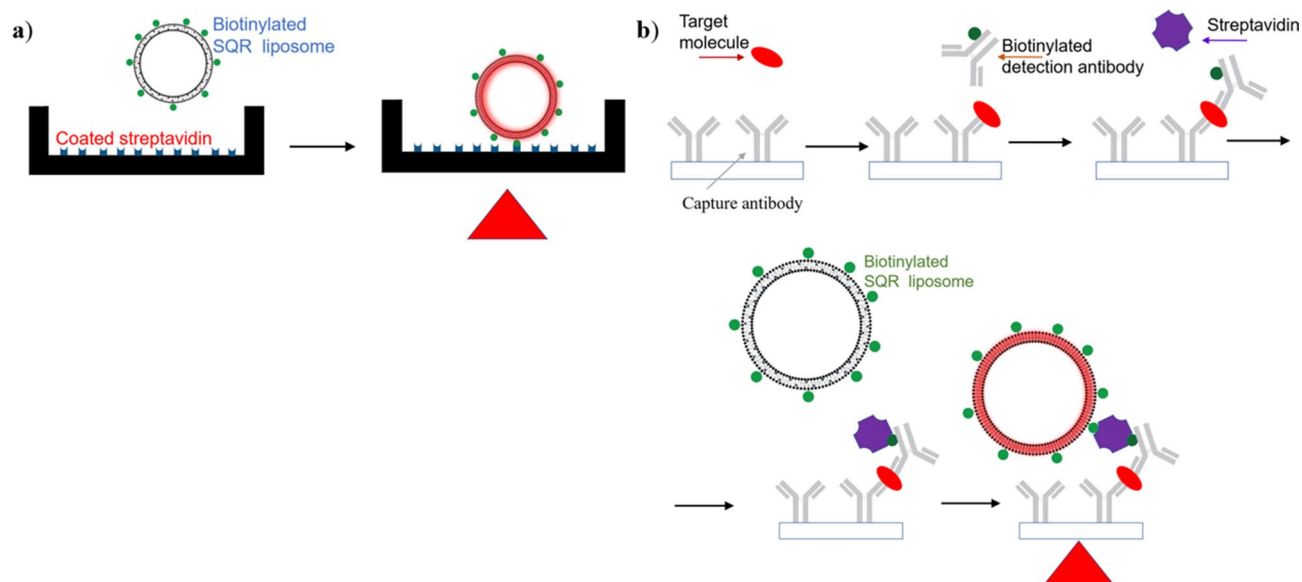 a)
Biotinylated
SQR liposome
Coated streptavidin
b)
Target
molecule
Biotinylated
detection antibody
Streptavidin
Capture antibody
Biotinylated
SQR liposome